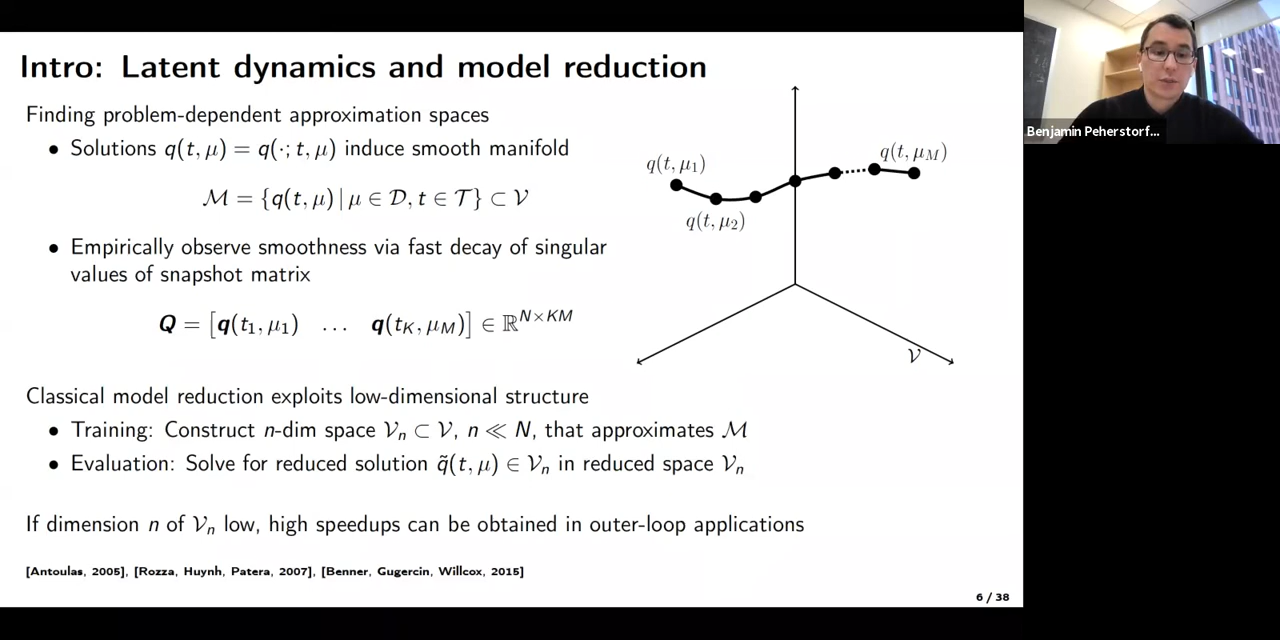 Intro: Latent dynamics and model reduction
Finding problem-dependent approximation spaces
• Solutions q(t, μ) = q(·; t, μ) induce smooth manifold
ℳ = {q(t, μ) | μ ∈ 𝒟, t ∈ 𝒯} ⊂ 𝒱
• Empirically observe smoothness via fast decay of singular
values of snapshot matrix
Q = [q(t₁, μ₁) … q(t_K, μ_M)] ∈ ℝ^{N×KM}
q(t, μ₁)
q(t, μ₂)
q(t, μ_M)
𝒱
Classical model reduction exploits low-dimensional structure
• Training: Construct n-dim space 𝒱ₙ ⊂ 𝒱, n ≪ N, that approximates ℳ
• Evaluation: Solve for reduced solution q̃(t, μ) ∈ 𝒱ₙ in reduced space 𝒱ₙ
If dimension n of 𝒱ₙ low, high speedups can be obtained in outer-loop applications
[Antoulas, 2005], [Rozza, Huynh, Patera, 2007], [Benner, Gugercin, Willcox, 2015]
6 / 38
Benjamin Peherstorf...